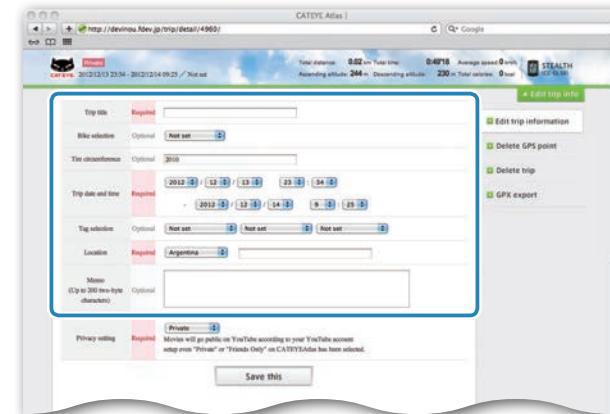 CATEYE Atlas
http://devinou.fdev.jp/trip/detail/4960/
Google
Private
CATEYE
2012/12/13 23:34 - 2012/12/14 09:25 / Not set
Total distance 0.02 km Total time 0:40'18 Average speed 0 km/h
Ascending altitude 244 m Descending altitude 230 m Total calories 0 kcal
STEALTH
Edit trip info
Trip title Required
Bike selection Optional Not set
Tire circumference Optional 2010
Trip date and time Required 2012 / 12 / 13 23 : 34
- 2012 / 12 / 14 9 : 25
Tag selection Optional Not set Not set Not set
Location Required Argentina
Memo
(Up to 200 two-byte
characters)
Optional
Privacy setting Required Private
Movies will go public on YouTube according to your YouTube account
setup even "Private" or "Friends Only" on CATEYEAtlas has been selected.
Save this
Edit trip information
Delete GPS point
Delete trip
GPX export